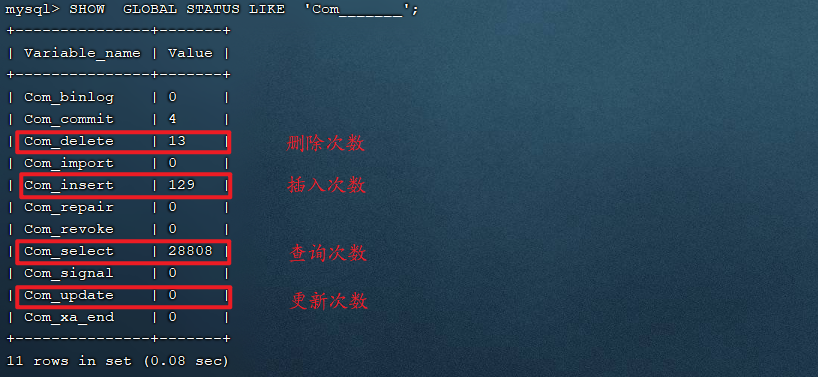 mysql> SHOW  GLOBAL STATUS LIKE  'Com_______';
+---------------+-------+
| Variable_name | Value |
+---------------+-------+
| Com_binlog    | 0     |
| Com_commit    | 4     |
| Com_delete    | 13    | 删除次数
| Com_import    | 0     |
| Com_insert    | 129   | 插入次数
| Com_repair    | 0     |
| Com_revoke    | 0     |
| Com_select    | 28808 | 查询次数
| Com_signal    | 0     |
| Com_update    | 0     | 更新次数
| Com_xa_end    | 0     |
+---------------+-------+
11 rows in set (0.08 sec)